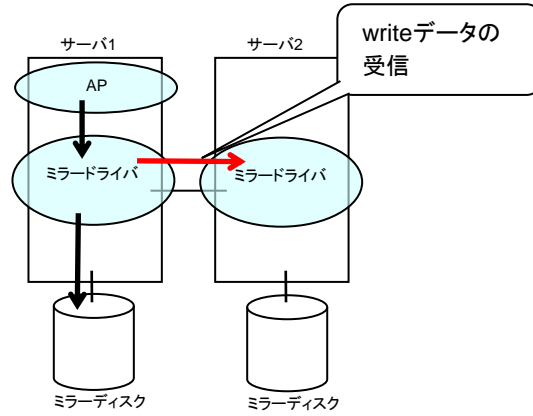 サーバ1
サーバ2
writeデータの
受信
AP
ミラードライバ
ミラードライバ
ミラーディスク
ミラーディスク